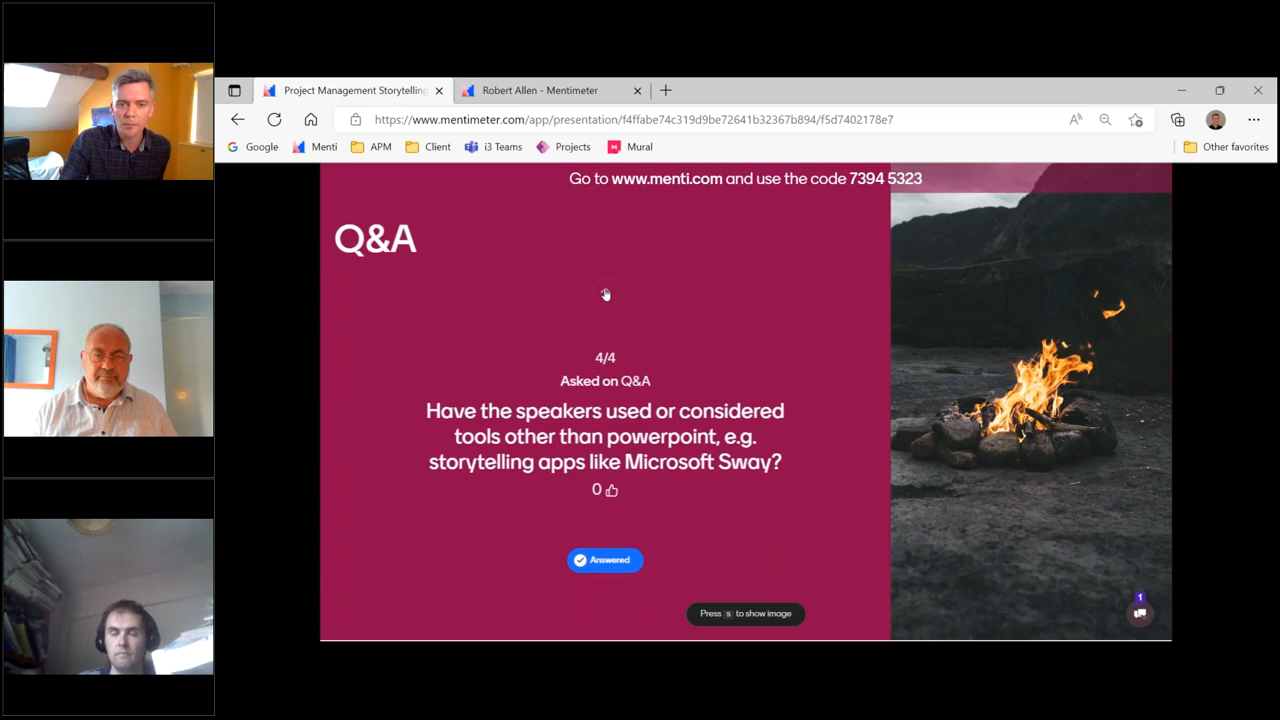 Project Management Storytelling
Robert Allen - Mentimeter
https://www.mentimeter.com/app/presentation/f4ffabe74c319d9be72641b32367b894/f5d7402178e7
Google
Menti
APM
Client
i3 Teams
Projects
Mural
Other favorites
Go to www.menti.com and use the code 7394 5323
Q&A
4/4
Asked on Q&A
Have the speakers used or considered
tools other than powerpoint, e.g.
storytelling apps like Microsoft Sway?
0
Answered
Press s to show image
1